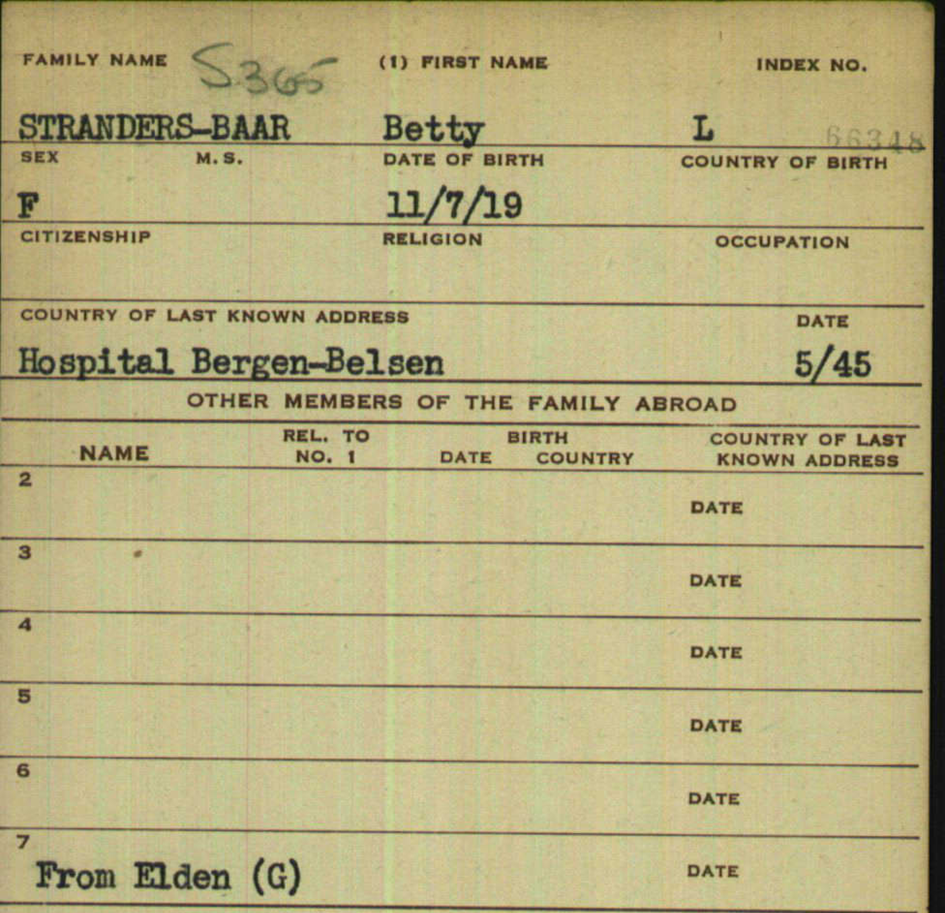 S365
FAMILY NAME (1) FIRST NAME INDEX NO.
STRANDERS-BAAR Betty L 66348
SEX M.S. DATE OF BIRTH COUNTRY OF BIRTH
F 11/7/19
CITIZENSHIP RELIGION OCCUPATION
COUNTRY OF LAST KNOWN ADDRESS DATE
Hospital Bergen-Belsen 5/45
OTHER MEMBERS OF THE FAMILY ABROAD
NAME REL. TO NO. 1 BIRTH DATE COUNTRY COUNTRY OF LAST KNOWN ADDRESS
2 DATE
3 DATE
4 DATE
5 DATE
6 DATE
7 DATE
From Elden (G)